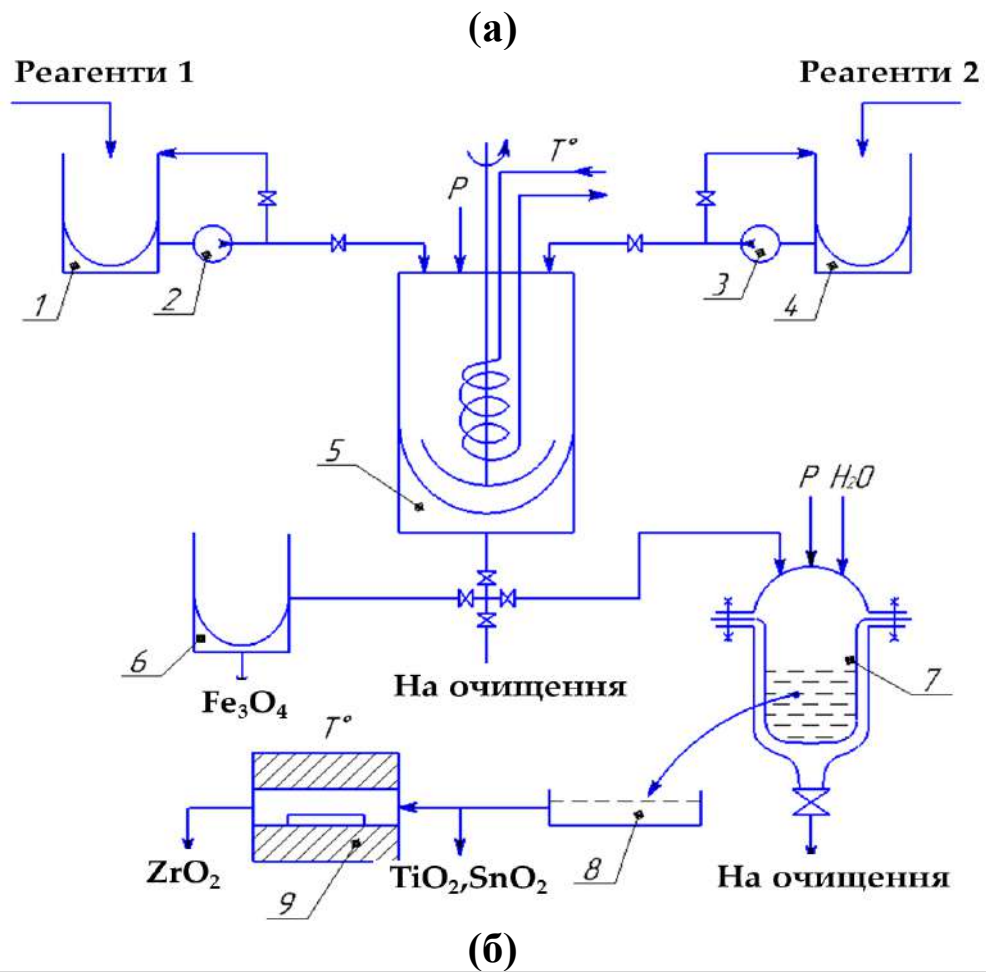 (а)
Реагенти 1
Реагенти 2
T°
P
1
2
3
4
5
P H₂O
6
7
Fe₃O₄
На очищення
T°
ZrO₂
9
TiO₂,SnO₂
8
На очищення
(б)